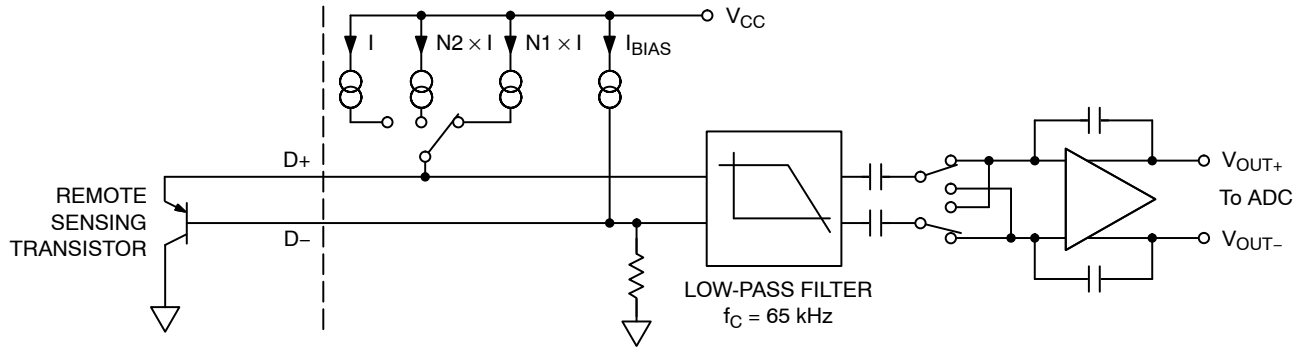 V_CC
I
N2 × I
N1 × I
I_BIAS
D+
REMOTE
SENSING
TRANSISTOR
D−
LOW-PASS FILTER
f_C = 65 kHz
V_OUT+
To ADC
V_OUT−